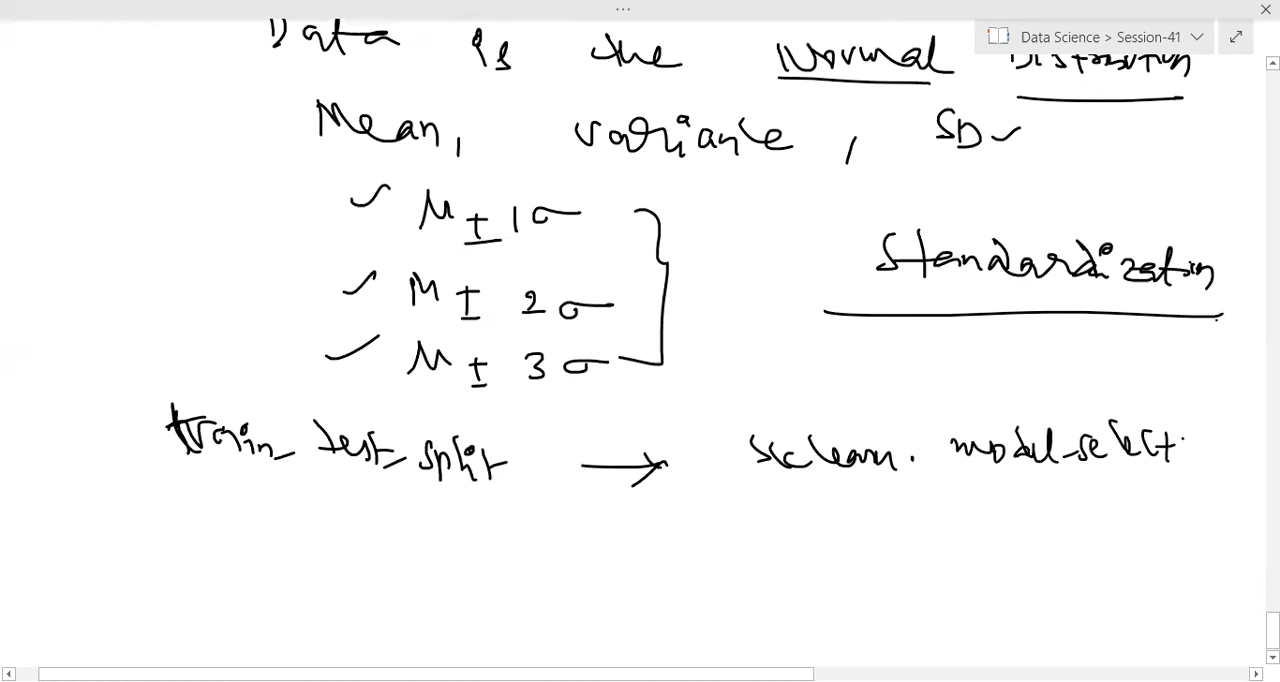 Data is the Normal Distribution
Data Science > Session-41
Mean, variance, SD ✓
✓ μ ± 1σ
Standardization
✓ μ ± 2σ
✓ μ ± 3σ
train_test_split → sklearn. model_select